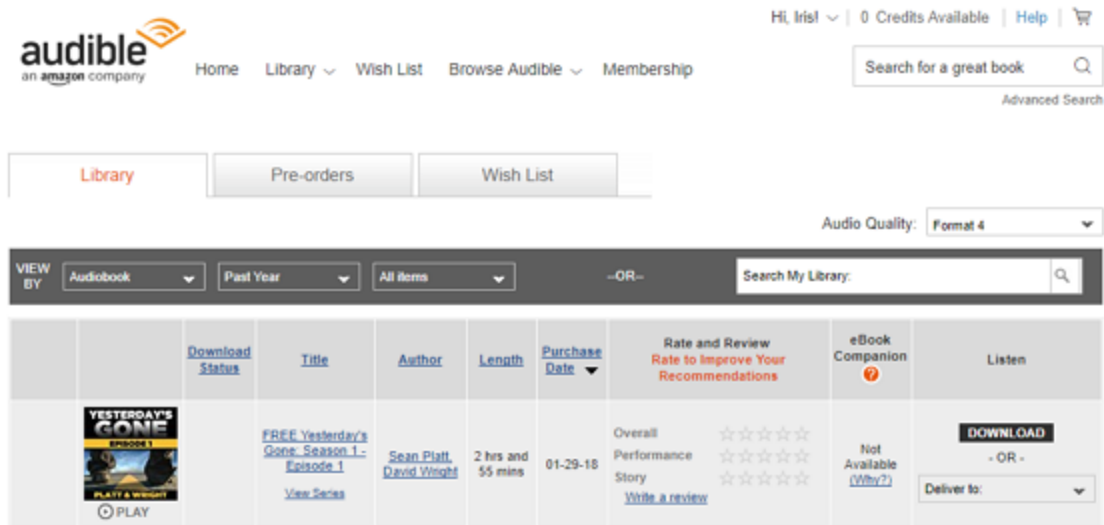 Hi, Iris!
0 Credits Available
Help
audible
an amazon company
Home
Library
Wish List
Browse Audible
Membership
Search for a great book
Advanced Search
Library
Pre-orders
Wish List
Audio Quality:
Format 4
VIEW
BY
Audiobook
Past Year
All items
--OR--
Search My Library:
Download
Status
Title
Author
Length
Purchase
Date
Rate and Review
Rate to Improve Your
Recommendations
eBook
Companion
?
Listen
YESTERDAY'S
GONE
EPISODE 1
PLATT & WRIGHT
PLAY
FREE Yesterday's
Gone: Season 1 -
Episode 1
View Series
Sean Platt,
David Wright
2 hrs and
55 mins
01-29-18
Overall
Performance
Story
Write a review
Not
Available
(Why?)
DOWNLOAD
- OR -
Deliver to: